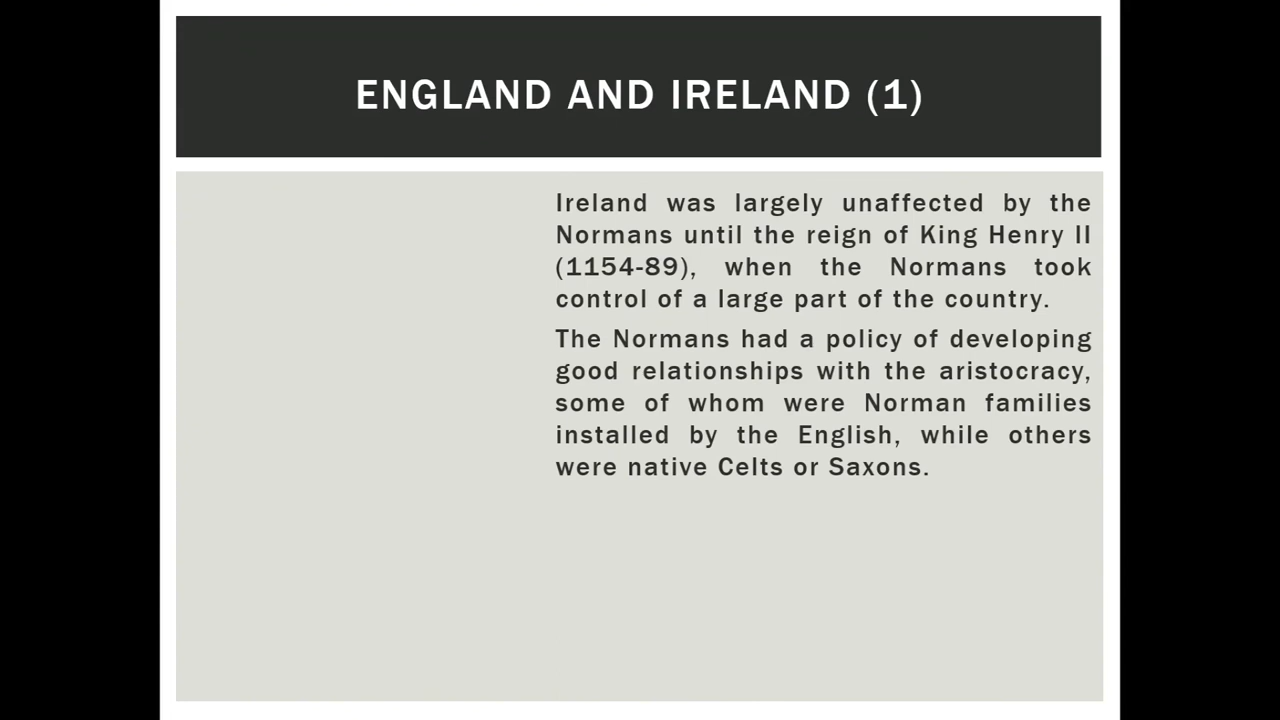 ENGLAND AND IRELAND (1)
Ireland was largely unaffected by the
Normans until the reign of King Henry II
(1154-89), when the Normans took
control of a large part of the country.
The Normans had a policy of developing
good relationships with the aristocracy,
some of whom were Norman families
installed by the English, while others
were native Celts or Saxons.